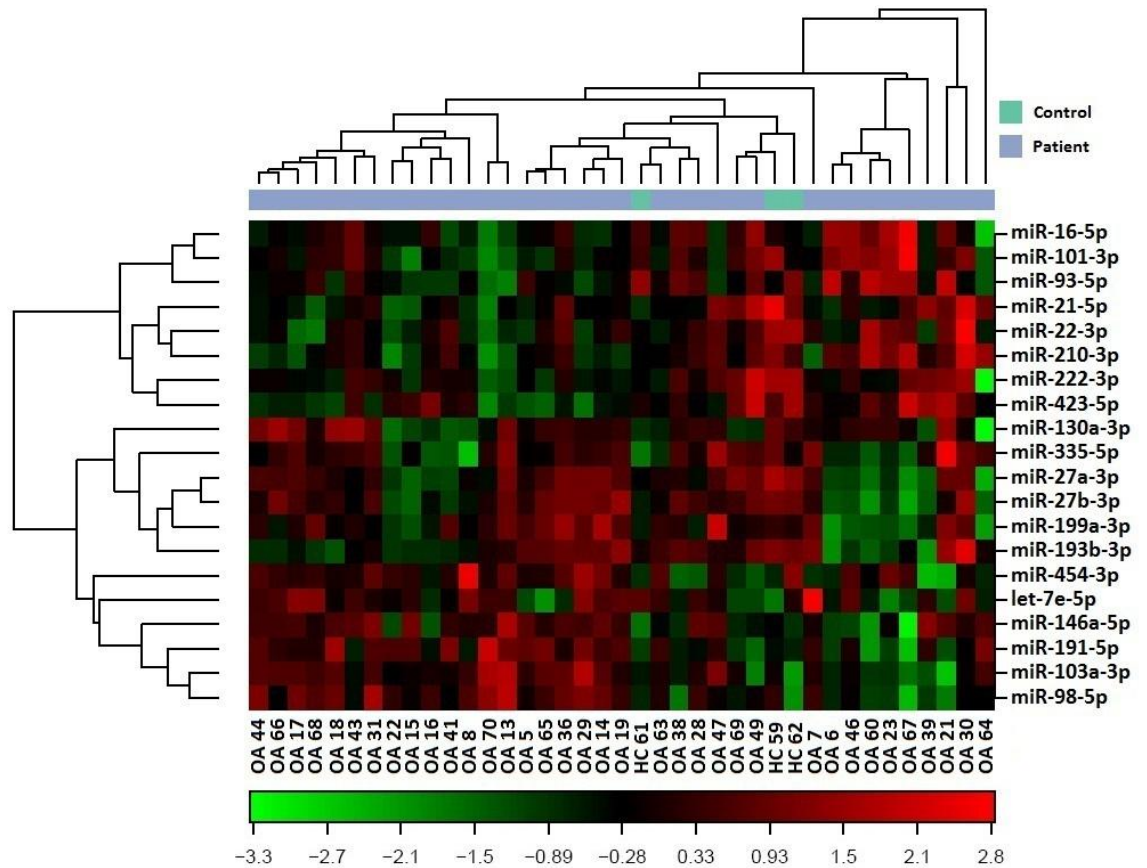 Control
Patient
miR-16-5p
miR-101-3p
miR-93-5p
miR-21-5p
miR-22-3p
miR-210-3p
miR-222-3p
miR-423-5p
miR-130a-3p
miR-335-5p
miR-27a-3p
miR-27b-3p
miR-199a-3p
miR-193b-3p
miR-454-3p
let-7e-5p
miR-146a-5p
miR-191-5p
miR-103a-3p
miR-98-5p
OA 44
OA 66
OA 17
OA 68
OA 18
OA 43
OA 31
OA 22
OA 15
OA 16
OA 41
OA 8
OA 70
OA 13
OA 5
OA 65
OA 36
OA 29
OA 14
OA 19
HC 61
OA 63
OA 38
OA 28
OA 47
OA 69
OA 49
HC 59
HC 62
OA 7
OA 6
OA 46
OA 60
OA 23
OA 67
OA 39
OA 21
OA 30
OA 64
−3.3 −2.7 −2.1 −1.5 −0.89 −0.28 0.33 0.93 1.5 2.1 2.8